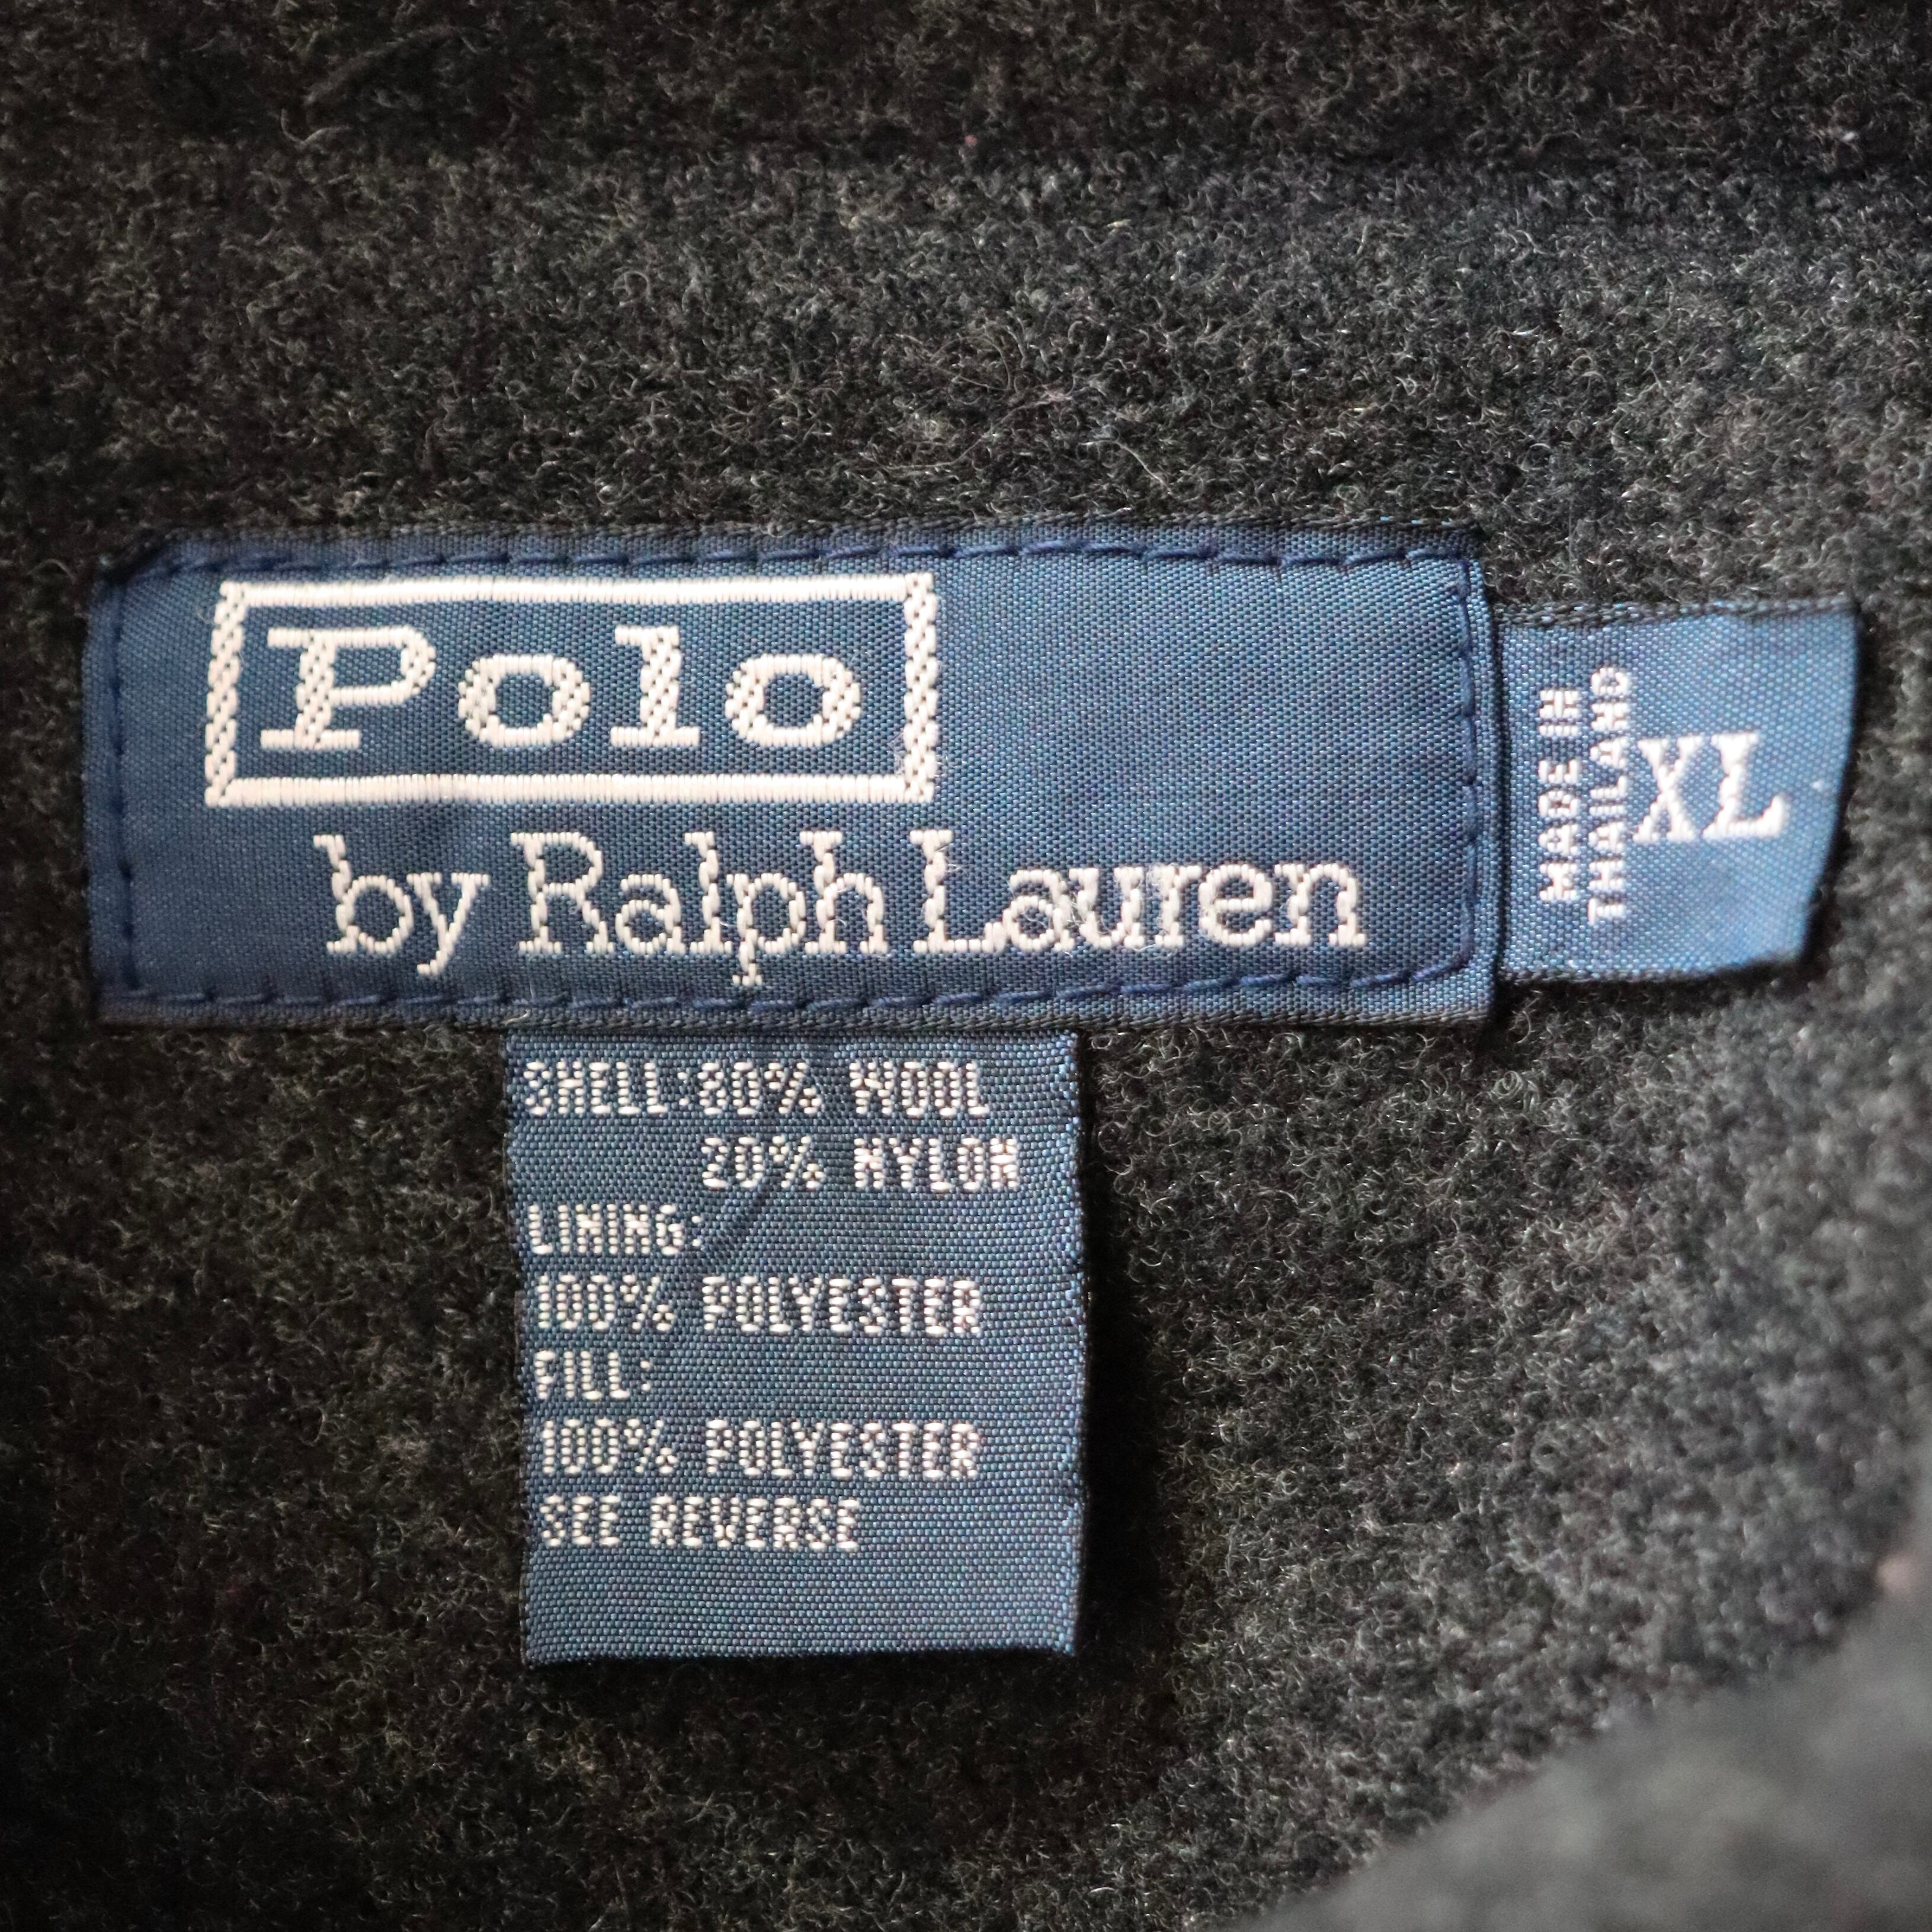 Polo
by Ralph Lauren
MADE IN
THAILAND
XL
SHELL:80% WOOL
20% NYLON
LINING:
100% POLYESTER
FILL:
100% POLYESTER
SEE REVERSE